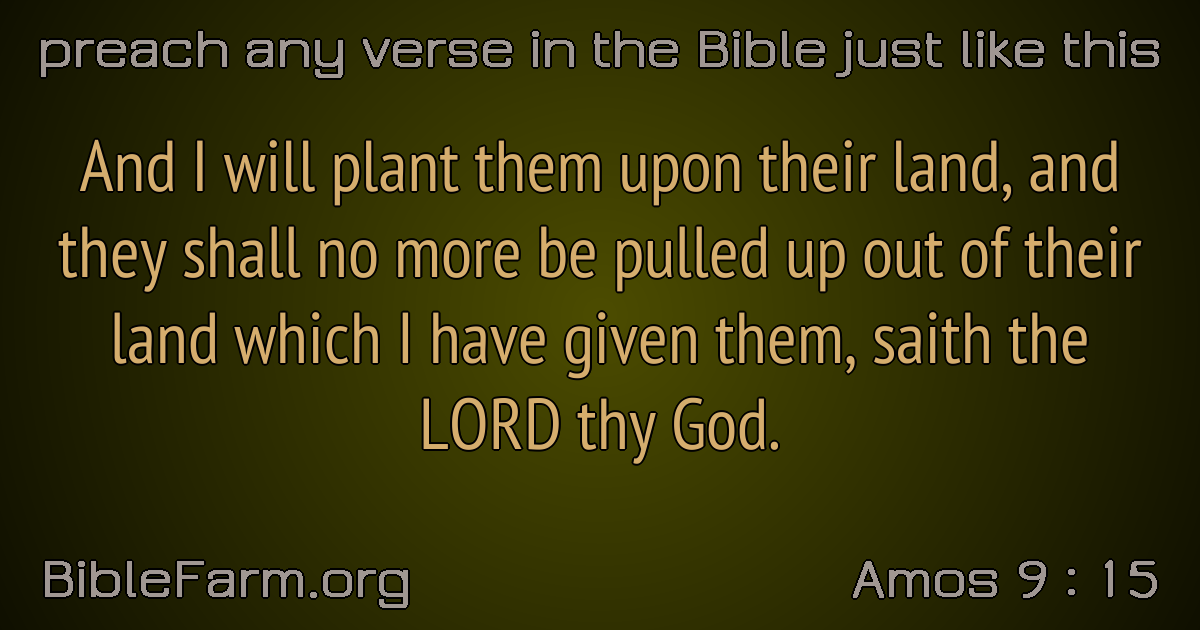 preach any verse in the Bible just like this
And I will plant them upon their land, and
they shall no more be pulled up out of their
land which I have given them, saith the
LORD thy God.
BibleFarm.org
Amos 9 : 15